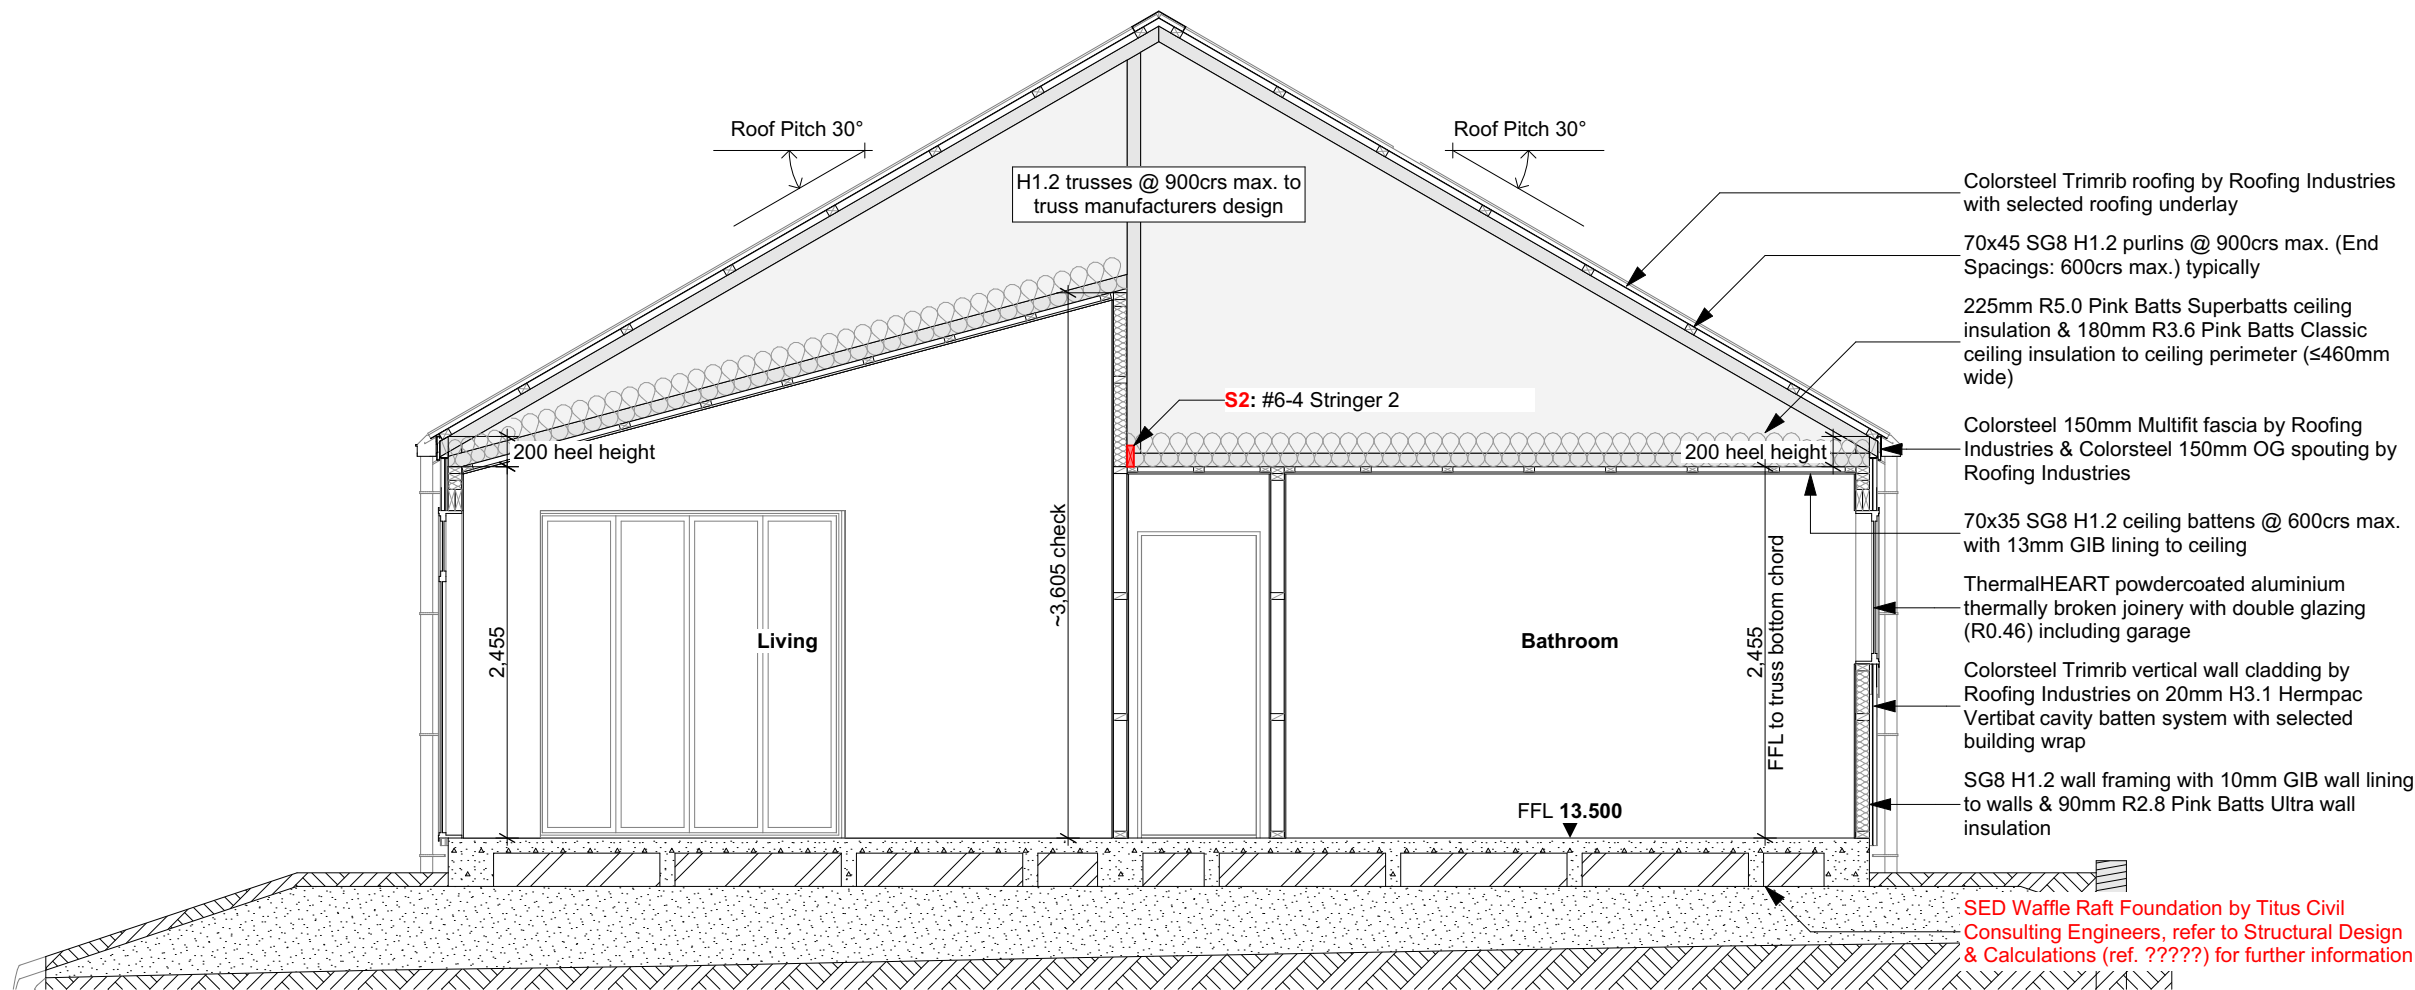 Roof Pitch 30°
Roof Pitch 30°
H1.2 trusses @ 900crs max. to
truss manufacturers design
S2: #6-4 Stringer 2
200 heel height
200 heel height
2,455
~3,605 check
2,455
FFL to truss bottom chord
Living
Bathroom
FFL 13.500
Colorsteel Trimrib roofing by Roofing Industries
with selected roofing underlay
70x45 SG8 H1.2 purlins @ 900crs max. (End
Spacings: 600crs max.) typically
225mm R5.0 Pink Batts Superbatts ceiling
insulation & 180mm R3.6 Pink Batts Classic
ceiling insulation to ceiling perimeter (≤460mm
wide)
Colorsteel 150mm Multifit fascia by Roofing
Industries & Colorsteel 150mm OG spouting by
Roofing Industries
70x35 SG8 H1.2 ceiling battens @ 600crs max.
with 13mm GIB lining to ceiling
ThermalHEART powdercoated aluminium
thermally broken joinery with double glazing
(R0.46) including garage
Colorsteel Trimrib vertical wall cladding by
Roofing Industries on 20mm H3.1 Hermpac
Vertibat cavity batten system with selected
building wrap
SG8 H1.2 wall framing with 10mm GIB wall lining
to walls & 90mm R2.8 Pink Batts Ultra wall
insulation
SED Waffle Raft Foundation by Titus Civil
Consulting Engineers, refer to Structural Design
& Calculations (ref. ?????) for further information